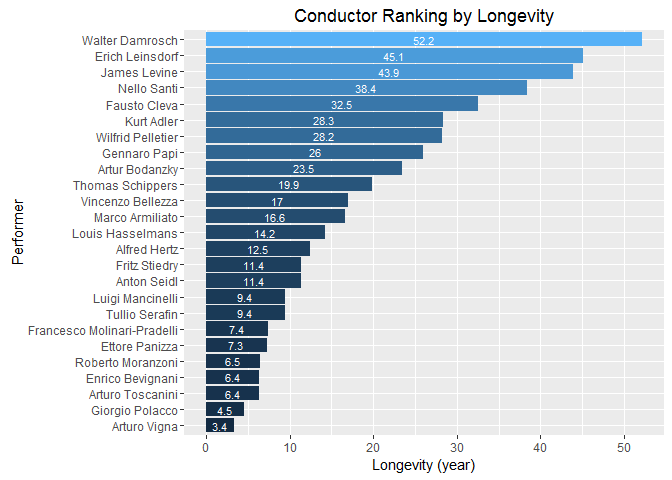 Conductor Ranking by Longevity
Performer
Walter Damrosch 52.2
Erich Leinsdorf 45.1
James Levine 43.9
Nello Santi 38.4
Fausto Cleva 32.5
Kurt Adler 28.3
Wilfrid Pelletier 28.2
Gennaro Papi 26
Artur Bodanzky 23.5
Thomas Schippers 19.9
Vincenzo Bellezza 17
Marco Armiliato 16.6
Louis Hasselmans 14.2
Alfred Hertz 12.5
Fritz Stiedry 11.4
Anton Seidl 11.4
Luigi Mancinelli 9.4
Tullio Serafin 9.4
Francesco Molinari-Pradelli 7.4
Ettore Panizza 7.3
Roberto Moranzoni 6.5
Enrico Bevignani 6.4
Arturo Toscanini 6.4
Giorgio Polacco 4.5
Arturo Vigna 3.4
0 10 20 30 40 50
Longevity (year)